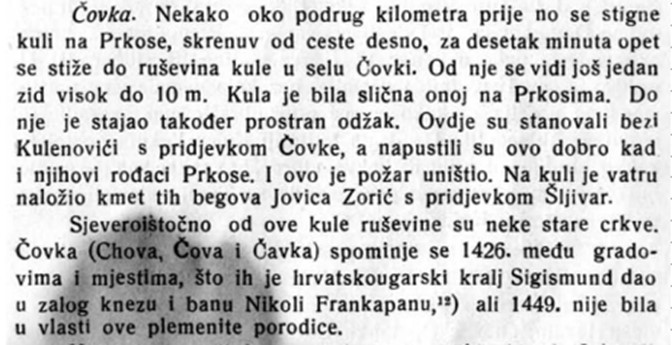 Čovka. Nekako oko podrug kilometra prije no se stigne
kuli na Prkose, skrenuv od ceste desno, za desetak minuta opet
se stiže do ruševina kule u selu Čovki. Od nje se vidi još jedan
zid visok do 10 m. Kula je bila slična onoj na Prkosima. Do
nje je stajao također prostran odžak. Ovdje su stanovali bezi
Kulenovići s pridjevkom Čovke, a napustili su ovo dobro kad
i njihovi rođaci Prkose. I ovo je požar uništio. Na kuli je vatru
naložio kmet tih begova Jovica Zorić s pridjevkom Šljivar.
Sjeveroistočno od ove kule ruševine su neke stare crkve.
Čovka (Chova, Čova i Čavka) spominje se 1426. među grado-
vima i mjestima, što ih je hrvatskougarski kralj Sigismund dao
u zalog knezu i banu Nikoli Frankapanu,¹²) ali 1449. nije bila
u vlasti ove plemenite porodice.